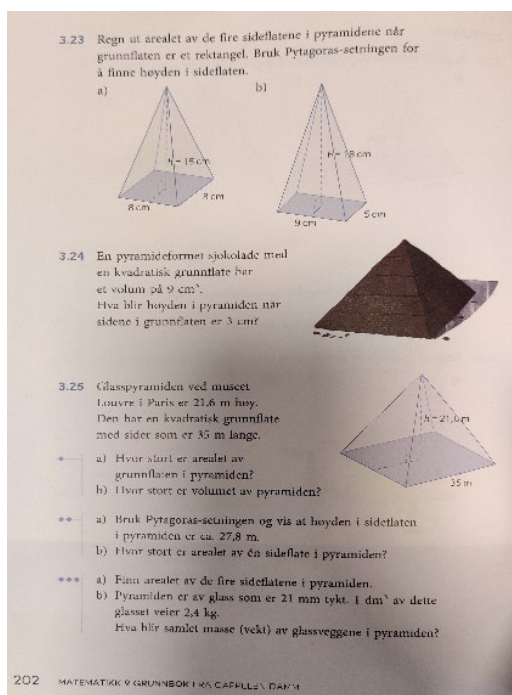 3.23 Regn ut arealet av de fire sideflatene i pyramidene når
grunnflaten er et rektangel. Bruk Pytagoras-setningen for
å finne høyden i sideflaten.
a) b)
h = 15 cm
8 cm
8 cm
h = 18 cm
9 cm
5 cm
3.24 En pyramideformet sjokolade med
en kvadratisk grunnflate har
et volum på 9 cm³.
Hva blir høyden i pyramiden når
sidene i grunnflaten er 3 cm?
3.25 Glasspyramiden ved museet
Louvre i Paris er 21,6 m høy.
Den har en kvadratisk grunnflate
med sider som er 35 m lange.
h = 21,6 m
35 m
a) Hvor stort er arealet av
grunnflaten i pyramiden?
b) Hvor stort er volumet av pyramiden?
a) Bruk Pytagoras-setningen og vis at høyden i sideflaten
i pyramiden er ca. 27,8 m.
b) Hvor stort er arealet av én sideflate i pyramiden?
a) Finn arealet av de fire sideflatene i pyramiden.
b) Pyramiden er av glass som er 21 mm tykt. 1 dm³ av dette
glasset veier 2,4 kg.
Hva blir samlet masse (vekt) av glassveggene i pyramiden?
202 MATEMATIKK 9 GRUNNBOK FRA CAPPELEN DAMM